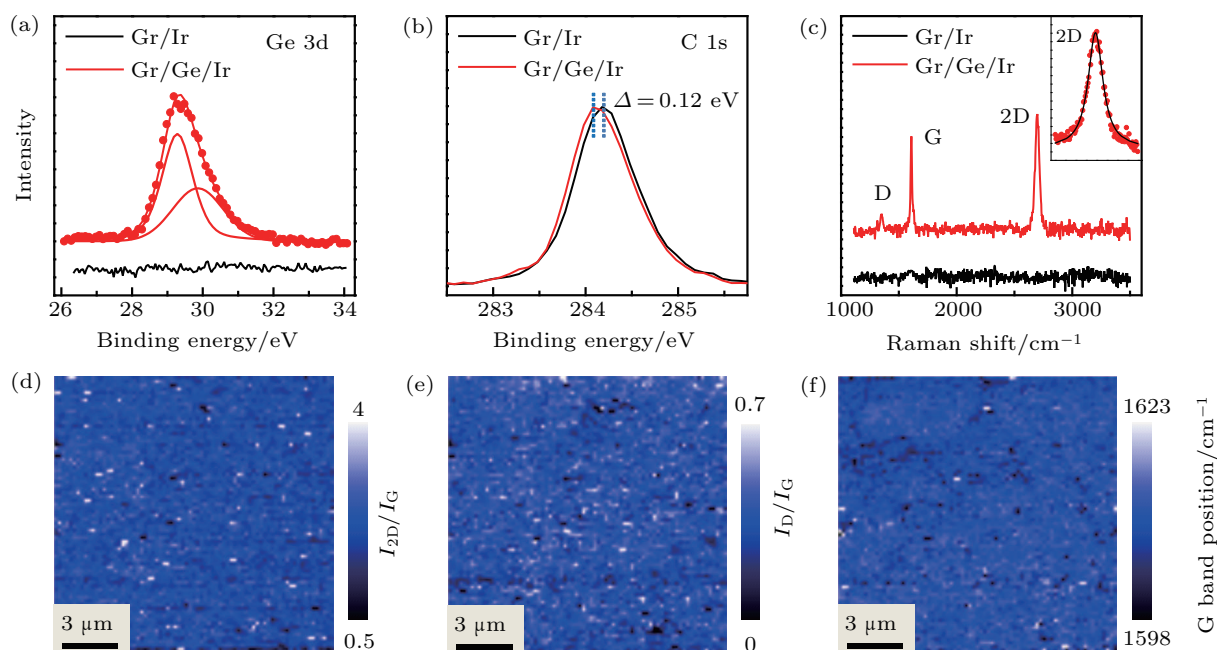 (a)
Gr/Ir
Gr/Ge/Ir
Ge 3d
Intensity
26 28 30 32 34
Binding energy/eV
(b)
Gr/Ir
Gr/Ge/Ir
C 1s
Δ = 0.12 eV
283 284 285
Binding energy/eV
(c)
Gr/Ir
Gr/Ge/Ir
2D
2D
G
D
1000 2000 3000
Raman shift/cm⁻¹
(d)
3 μm
4
0.5
I2D/IG
(e)
3 μm
0.7
0
ID/IG
(f)
3 μm
1623
1598
G band position/cm⁻¹